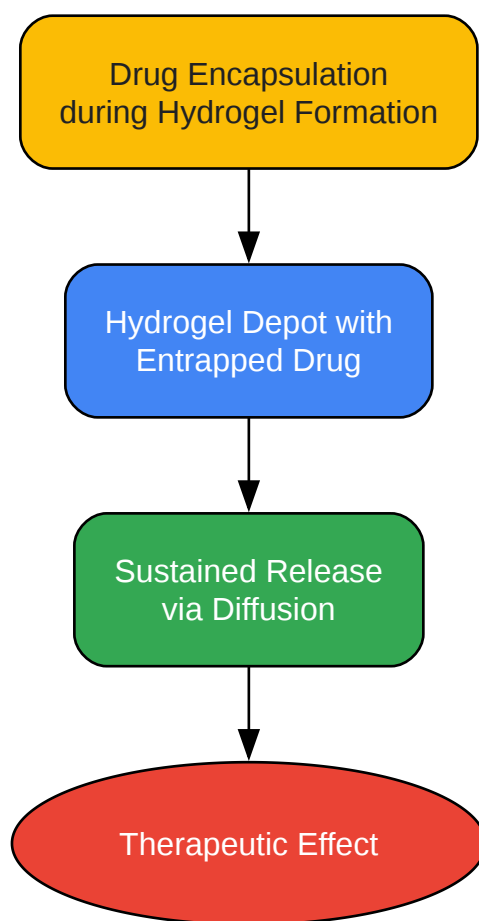 Drug Encapsulation
during Hydrogel Formation
Hydrogel Depot with
Entrapped Drug
Sustained Release
via Diffusion
Therapeutic Effect